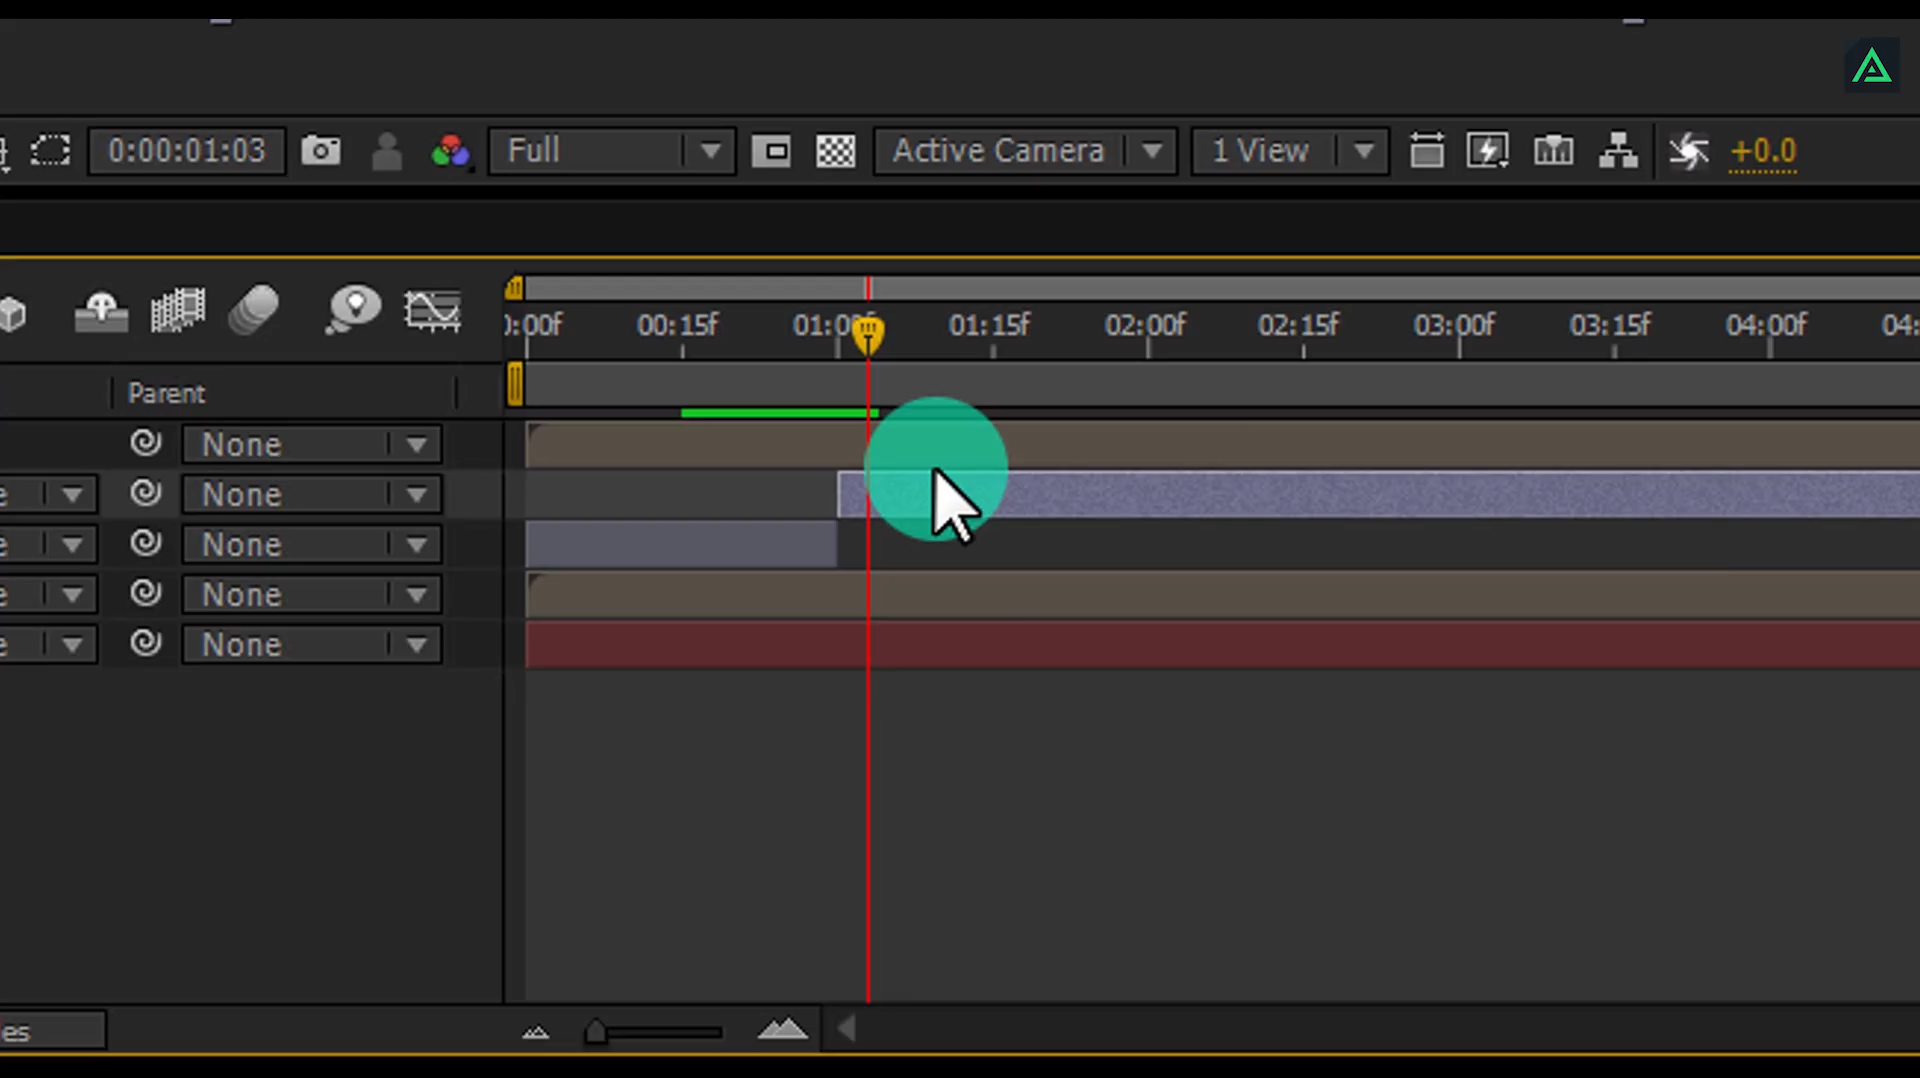 0:00:01:03 Full Active Camera 1 View +0.0
0:00f 00:15f 01:00f 01:15f 02:00f 02:15f 03:00f 03:15f 04:00f 04:
Parent
None
e None
e None
e None
e None
es